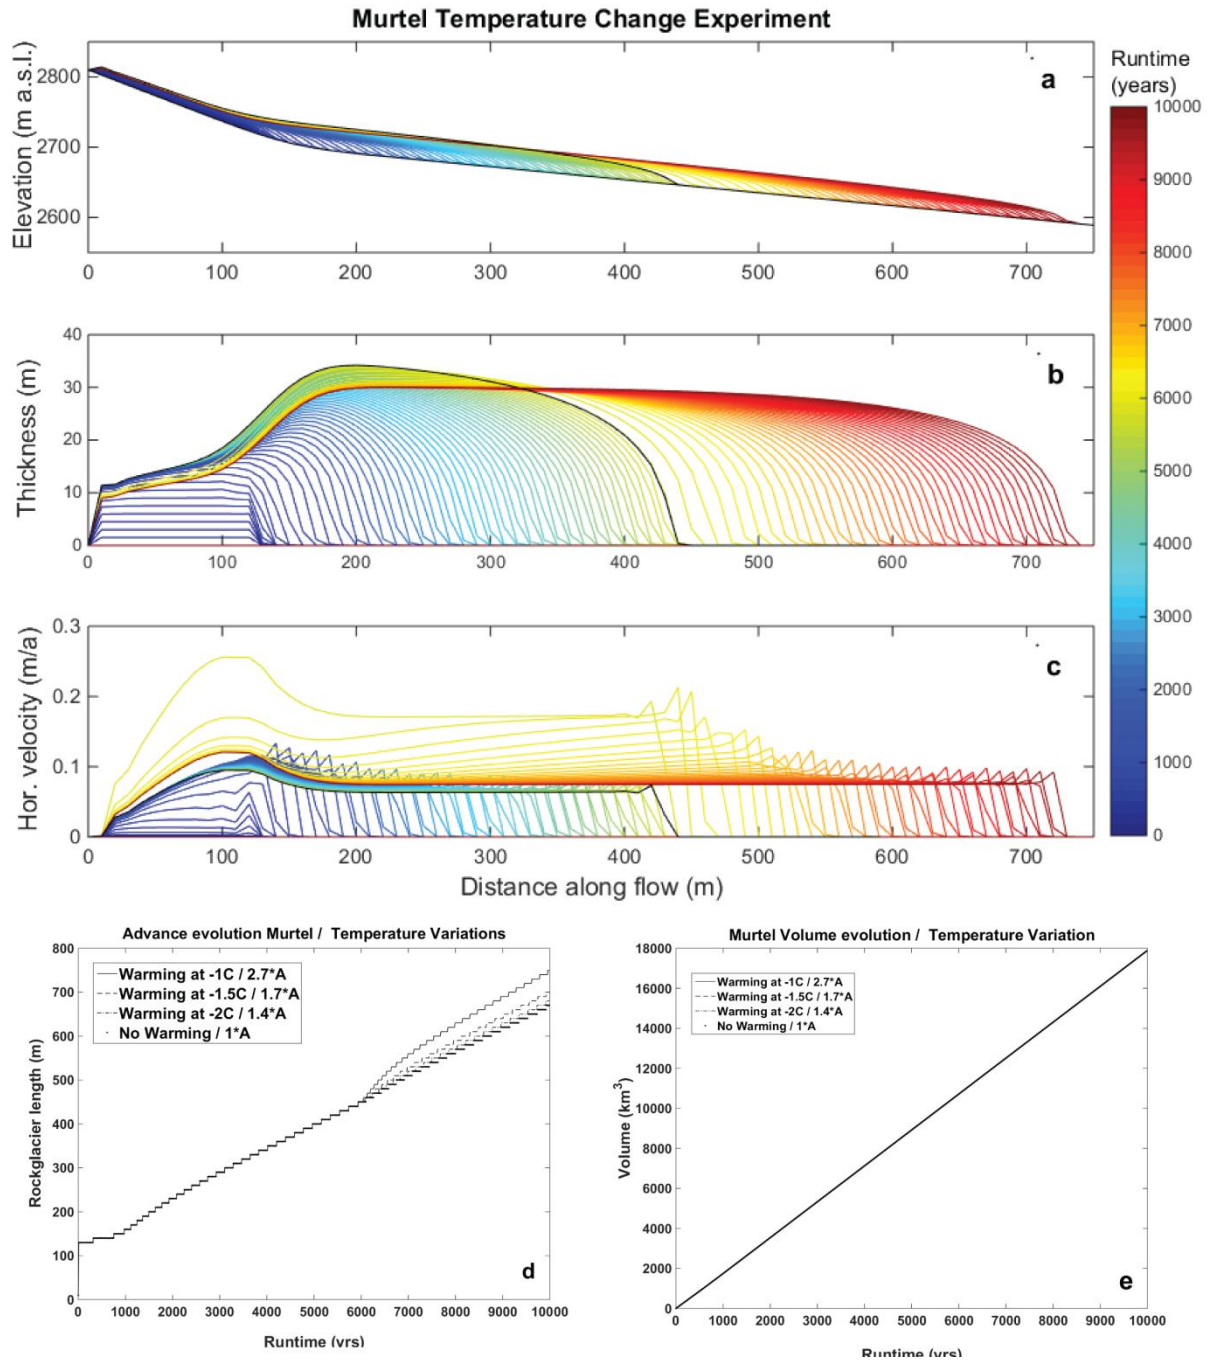 Murtel Temperature Change Experiment
Elevation (m a.s.l.)
2800
2700
2600
a
0 100 200 300 400 500 600 700
Runtime
(years)
10000
9000
8000
7000
6000
5000
4000
3000
2000
1000
0
Thickness (m)
40
30
20
10
0
b
0 100 200 300 400 500 600 700
Hor. velocity (m/a)
0.3
0.2
0.1
0
c
0 100 200 300 400 500 600 700
Distance along flow (m)
Advance evolution Murtel / Temperature Variations
Rockglacier length (m)
800
700
600
500
400
300
200
100
0
Warming at -1C / 2.7*A
Warming at -1.5C / 1.7*A
Warming at -2C / 1.4*A
No Warming / 1*A
d
0 1000 2000 3000 4000 5000 6000 7000 8000 9000 10000
Runtime (yrs)
Murtel Volume evolution / Temperature Variation
Volume (km³)
18000
16000
14000
12000
10000
8000
6000
4000
2000
0
Warming at -1C / 2.7*A
Warming at -1.5C / 1.7*A
Warming at -2C / 1.4*A
No Warming / 1*A
e
0 1000 2000 3000 4000 5000 6000 7000 8000 9000 10000
Runtime (yrs)